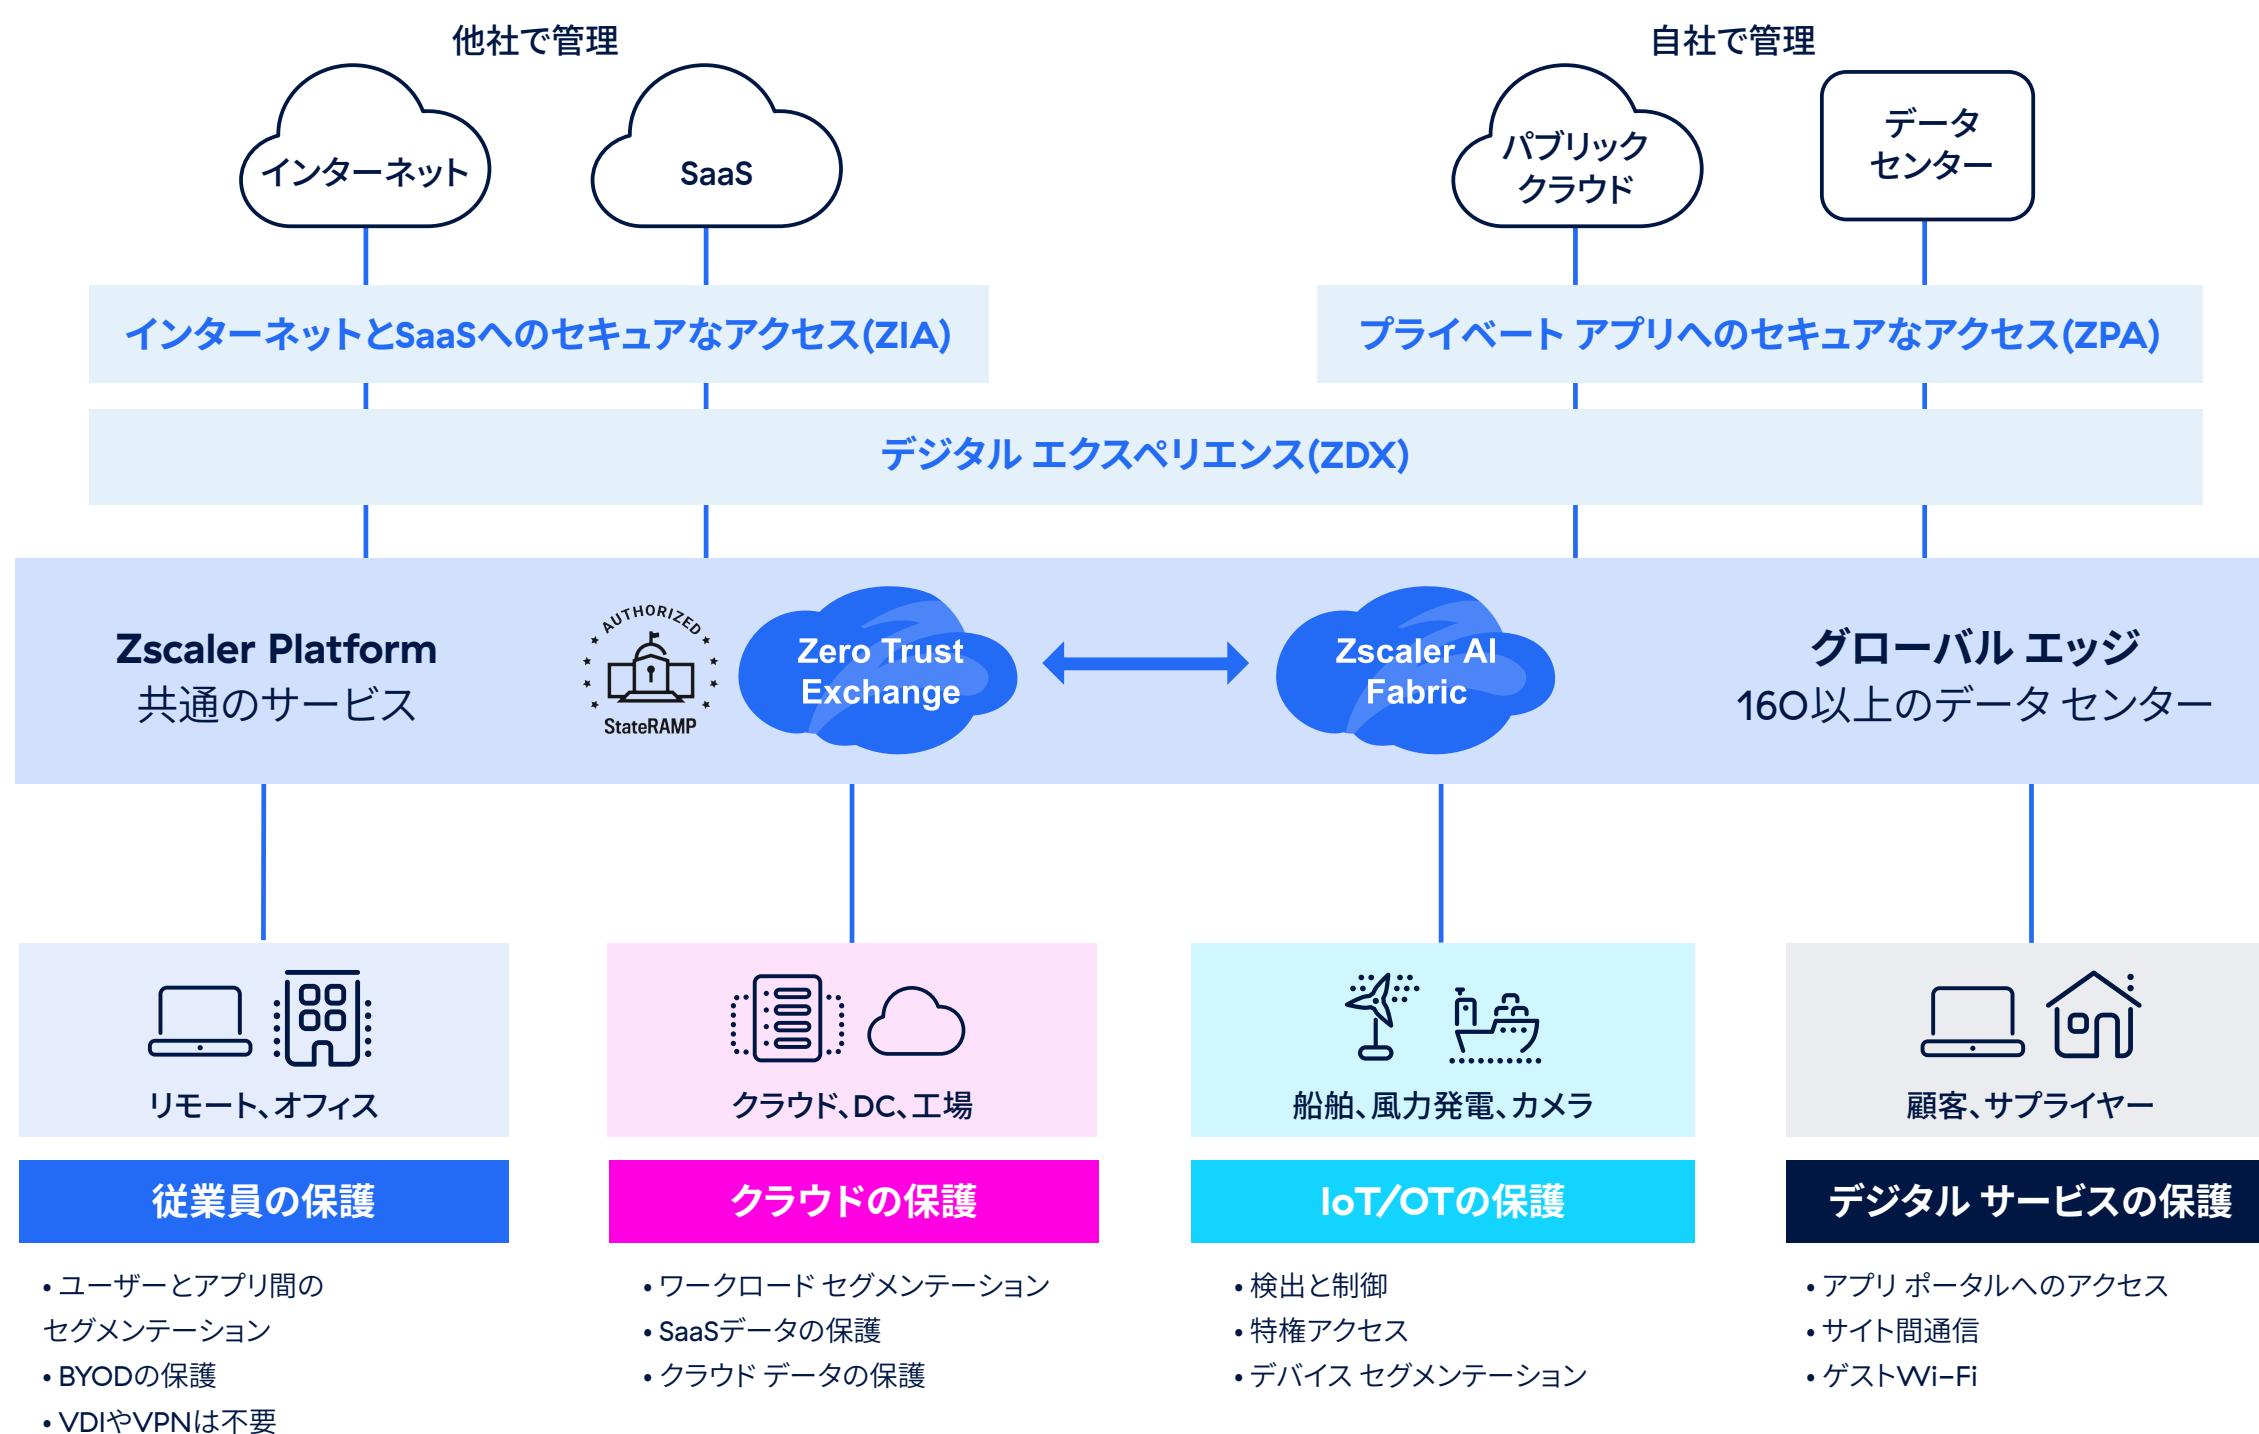 他社で管理
自社で管理
インターネット
SaaS
パブリック
クラウド
データ
センター
インターネットとSaaSへのセキュアなアクセス(ZIA)
プライベート アプリへのセキュアなアクセス(ZPA)
デジタル エクスペリエンス(ZDX)
Zscaler Platform
共通のサービス
AUTHORIZED
StateRAMP
Zero Trust
Exchange
Zscaler AI
Fabric
グローバル エッジ
160以上のデータ センター
リモート、オフィス
クラウド、DC、工場
船舶、風力発電、カメラ
顧客、サプライヤー
従業員の保護
クラウドの保護
IoT/OTの保護
デジタル サービスの保護
• ユーザーとアプリ間の
セグメンテーション
• BYODの保護
• VDIやVPNは不要
• ワークロード セグメンテーション
• SaaSデータの保護
• クラウド データの保護
• 検出と制御
• 特権アクセス
• デバイス セグメンテーション
• アプリ ポータルへのアクセス
• サイト間通信
• ゲストWi-Fi